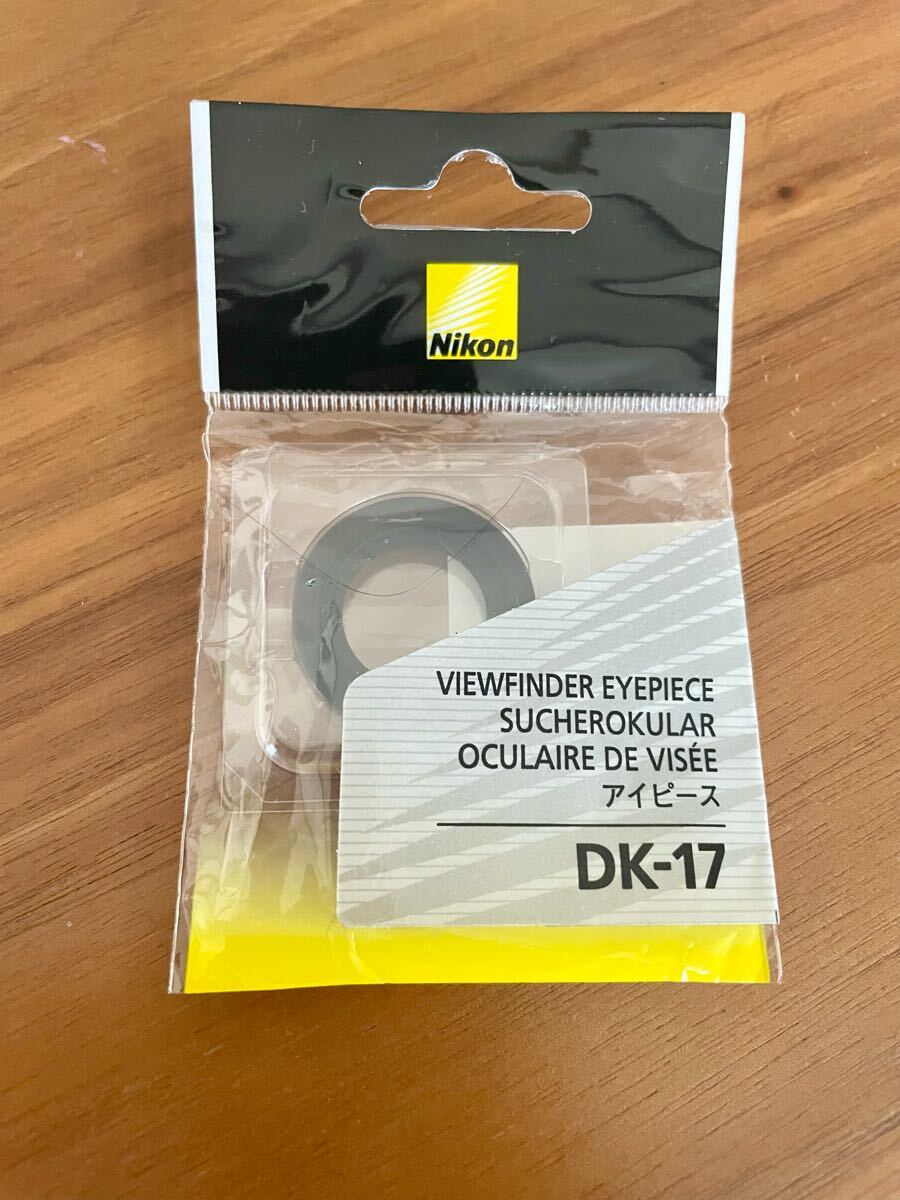 Nikon
VIEWFINDER EYEPIECE
SUCHEROKULAR
OCULAIRE DE VISÉE
アイピース
DK-17